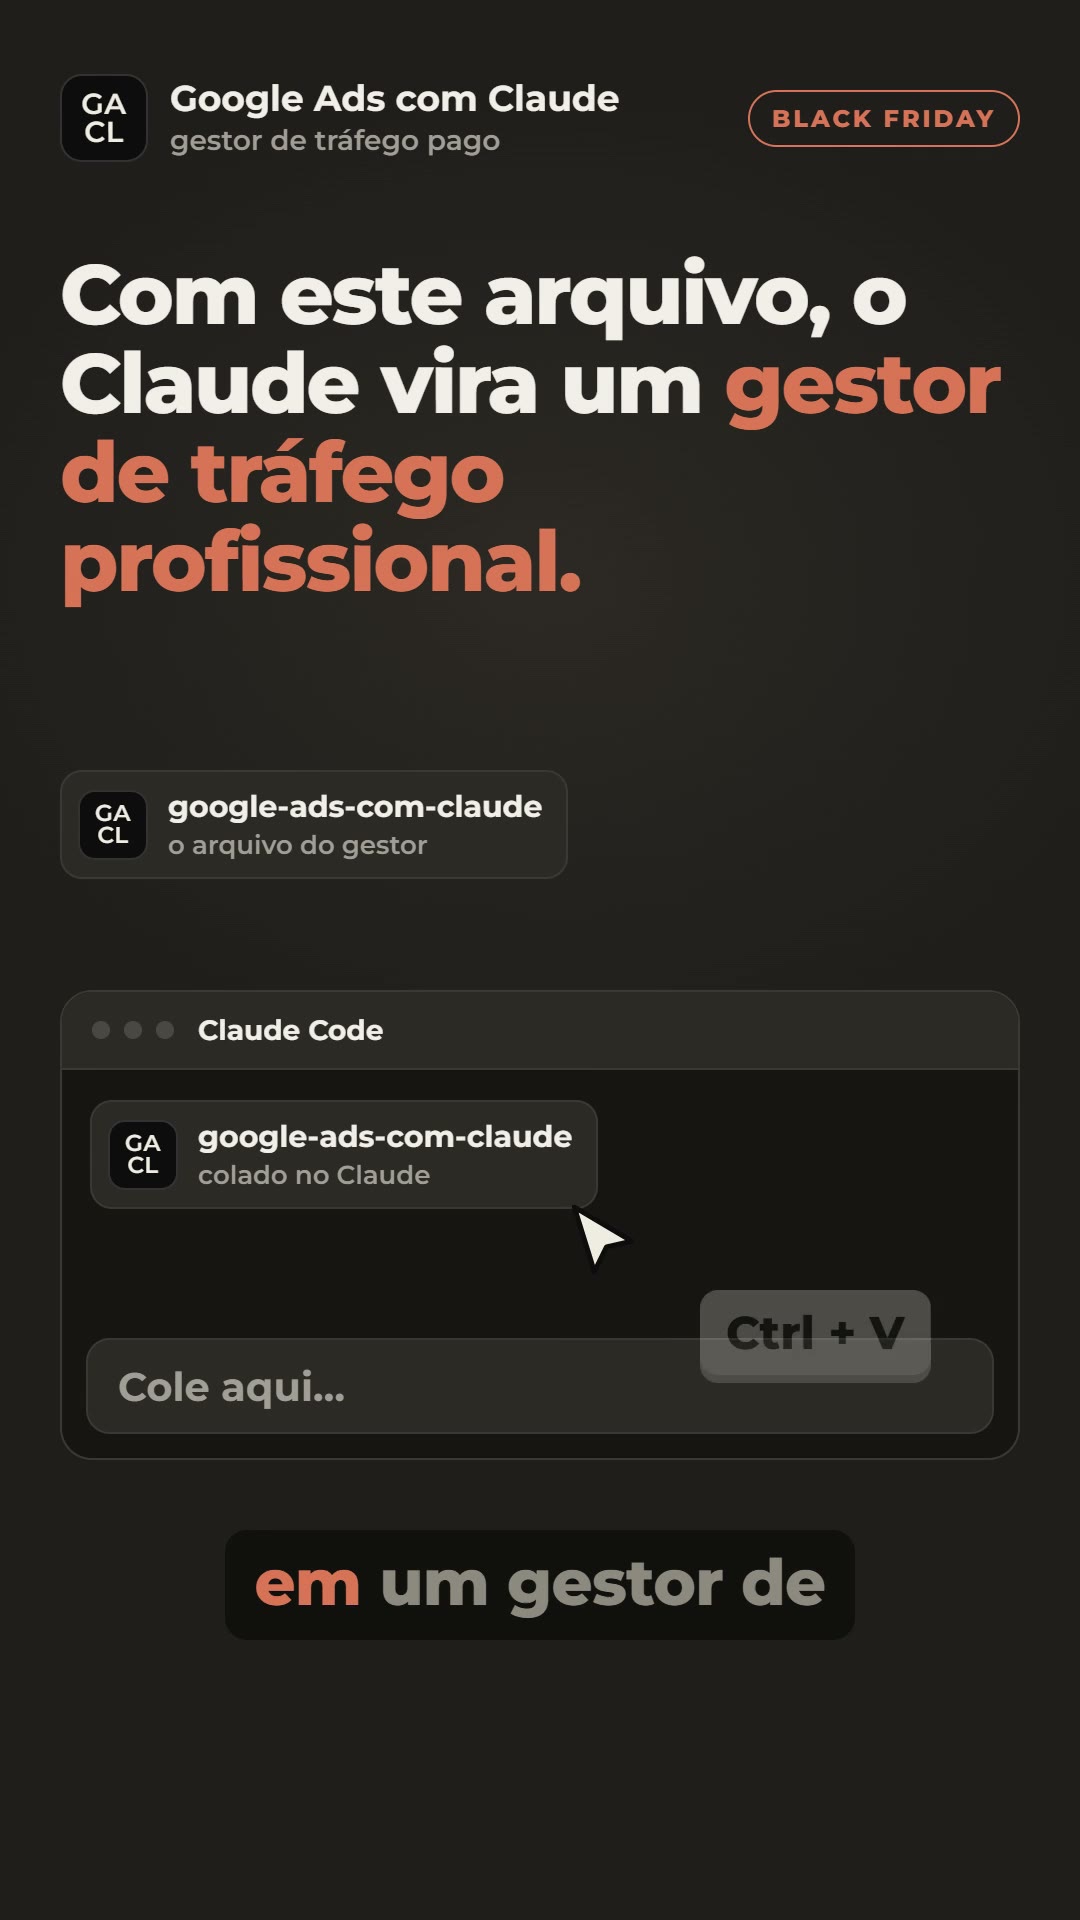 GA
CL
Google Ads com Claude
gestor de tráfego pago
BLACK FRIDAY
Com este arquivo, o
Claude vira um gestor
de tráfego
profissional.
GA
CL
google-ads-com-claude
o arquivo do gestor
Claude Code
GA
CL
google-ads-com-claude
colado no Claude
Ctrl + V
Cole aqui...
em um gestor de